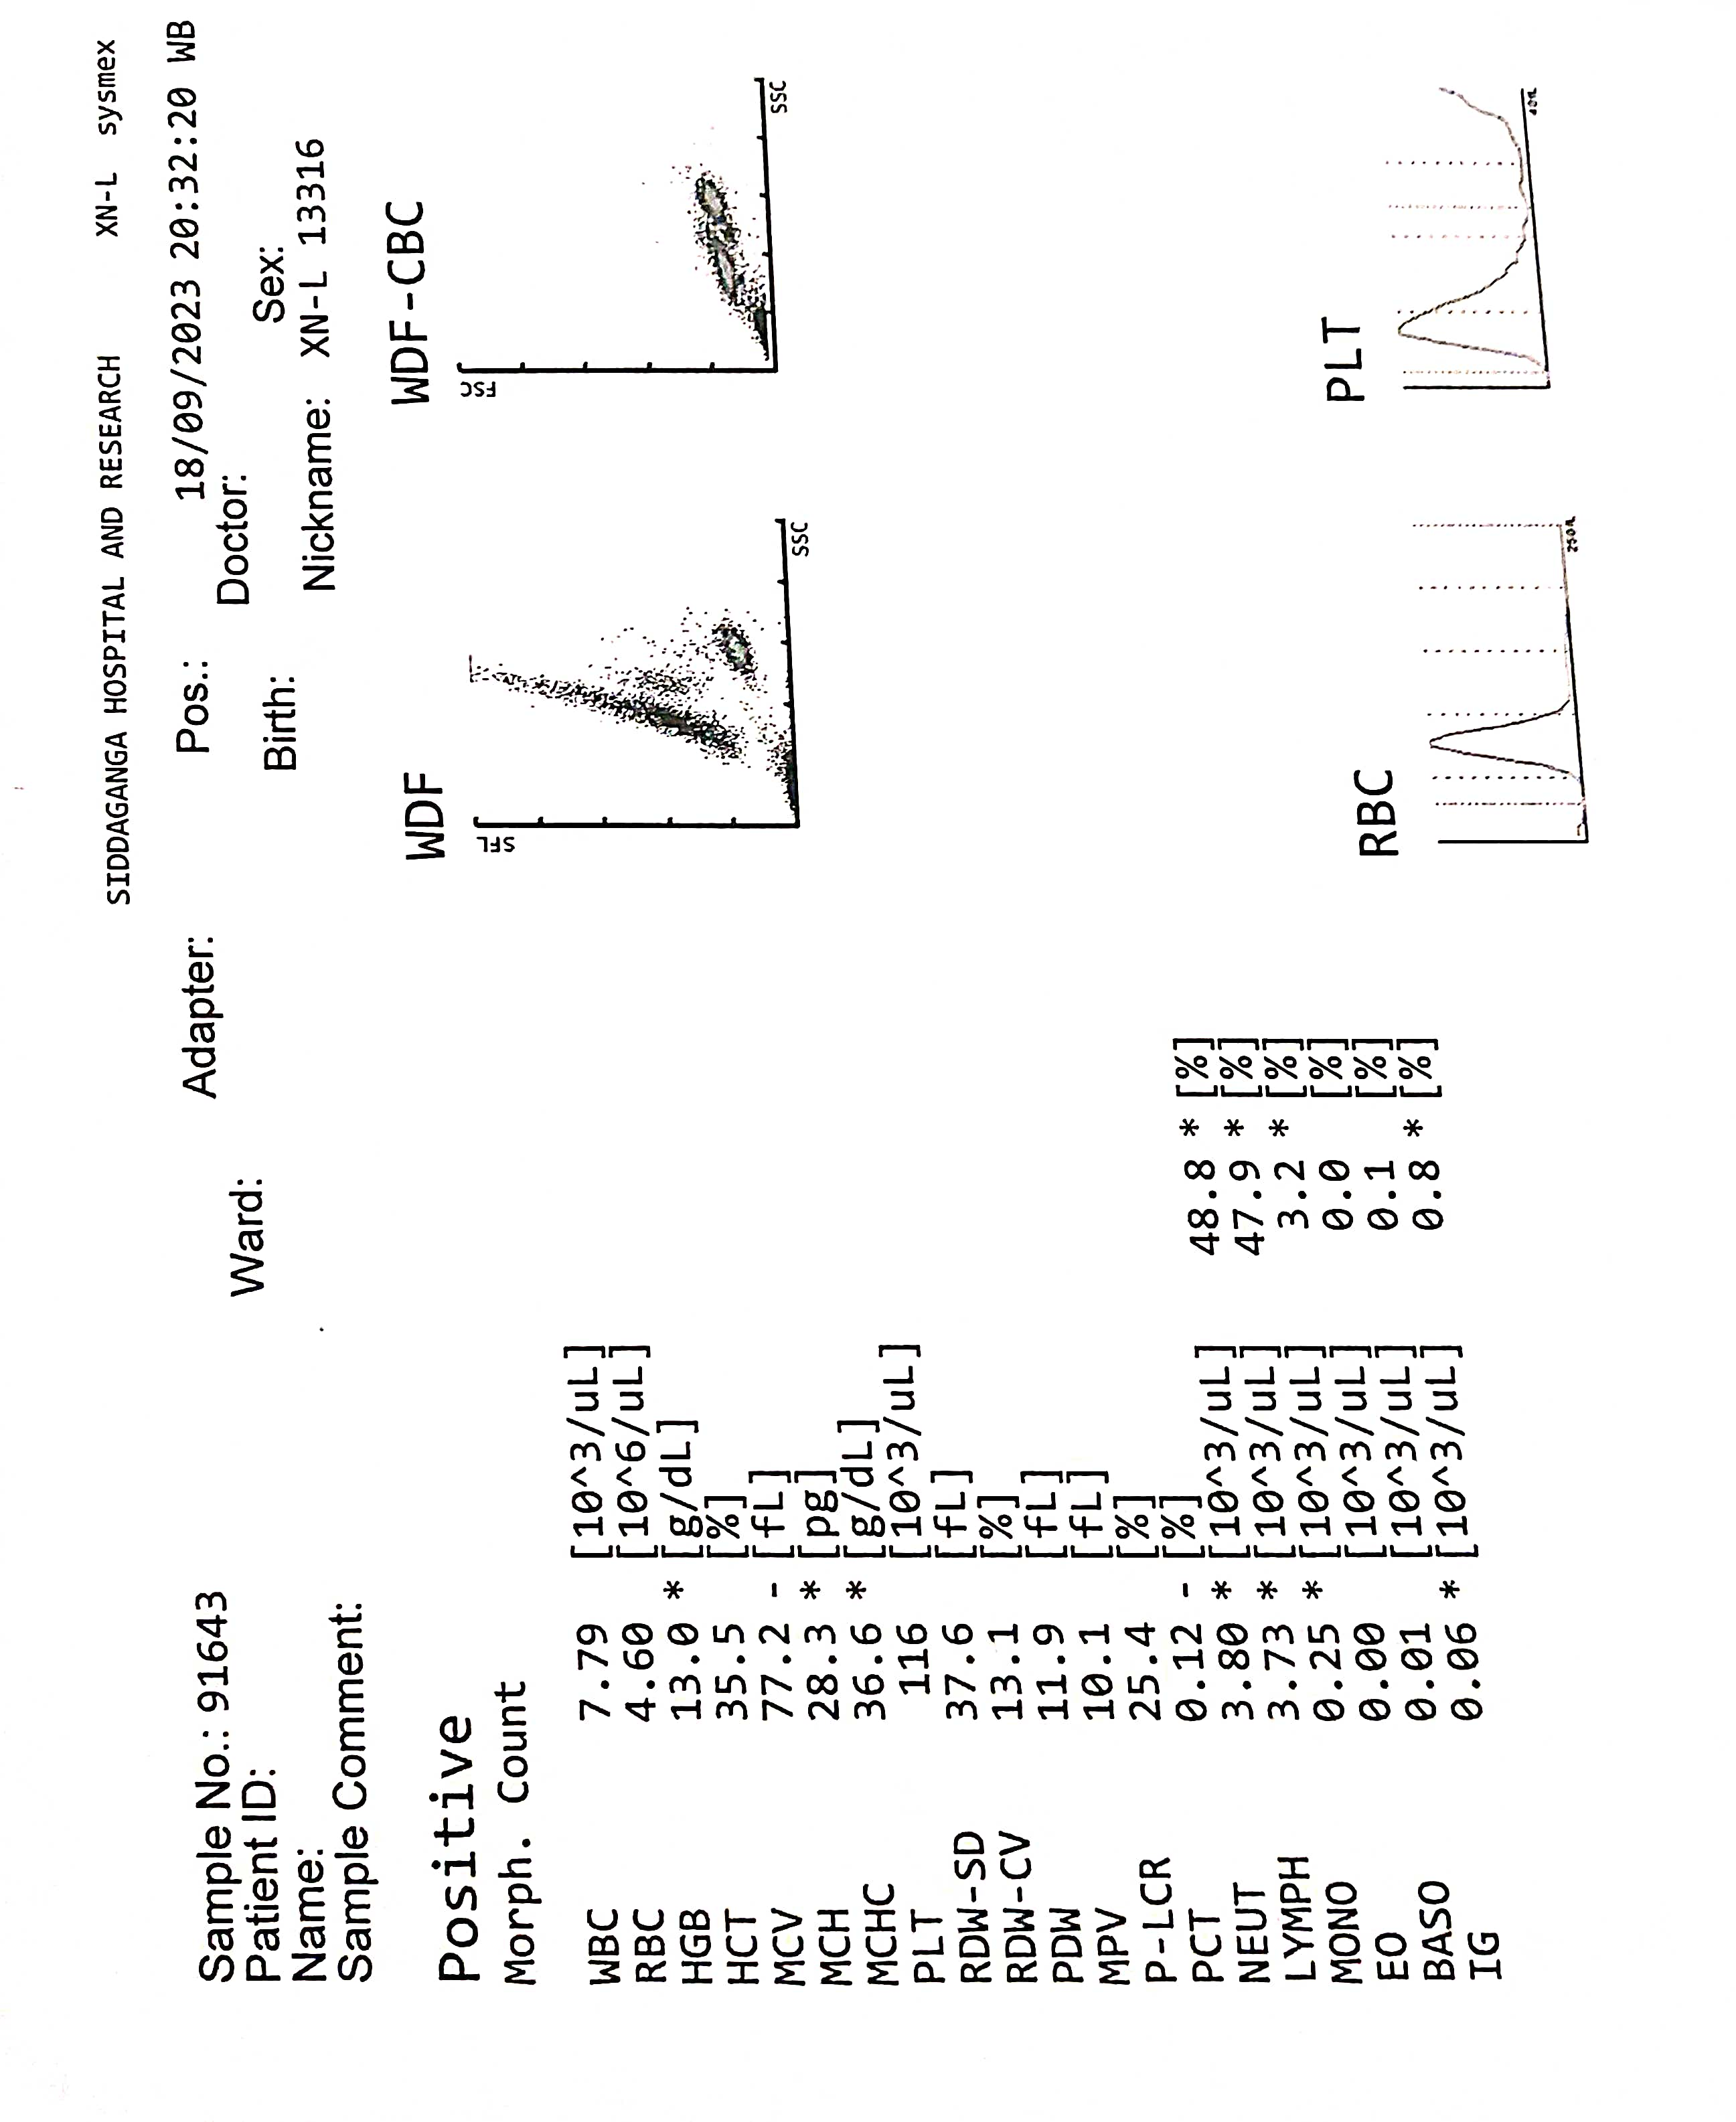 SIDDAGANGA HOSPITAL AND RESEARCH XN-L sysmex
Sample No.: 91643 Adapter: Pos.: 18/09/2023 20:32:20 WB
Patient ID: Ward: Doctor:
Name: Birth: Sex:
Sample Comment: Nickname: XN-L 13316
Positive
Morph. Count
WDF
WDF-CBC
SFL
SSC
FSC
SSC
WBC 7.79 [10^3/uL]
RBC 4.60 [10^6/uL]
HGB 13.0 * [g/dL]
HCT 35.5 [%]
MCV 77.2 - [fL]
MCH 28.3 * [pg]
MCHC 36.6 * [g/dL]
PLT 116 [10^3/uL]
RDW-SD 37.6 [fL]
RDW-CV 13.1 [%]
PDW 11.9 [fL]
MPV 10.1 [fL]
P-LCR 25.4 [%]
PCT 0.12 - [%]
NEUT 3.80 * [10^3/uL] 48.8 * [%]
LYMPH 3.73 * [10^3/uL] 47.9 * [%]
MONO 0.25 * [10^3/uL] 3.2 * [%]
EO 0.00 [10^3/uL] 0.0 [%]
BASO 0.01 [10^3/uL] 0.1 [%]
IG 0.06 * [10^3/uL] 0.8 * [%]
RBC
PLT
250fL
40fL